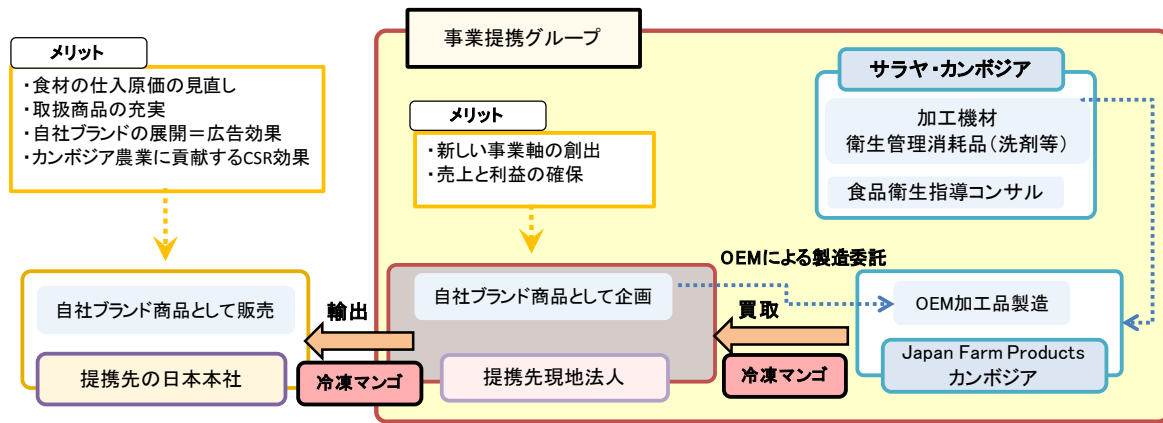 事業提携グループ
メリット
・食材の仕入原価の見直し
・取扱商品の充実
・自社ブランドの展開＝広告効果
・カンボジア農業に貢献するCSR効果
メリット
・新しい事業軸の創出
・売上と利益の確保
サラヤ・カンボジア
加工機材
衛生管理消耗品（洗剤等）
食品衛生指導コンサル
OEMによる製造委託
自社ブランド商品として販売
輸出
自社ブランド商品として企画
買取
OEM加工品製造
提携先の日本本社
冷凍マンゴ
提携先現地法人
冷凍マンゴ
Japan Farm Products
カンボジア